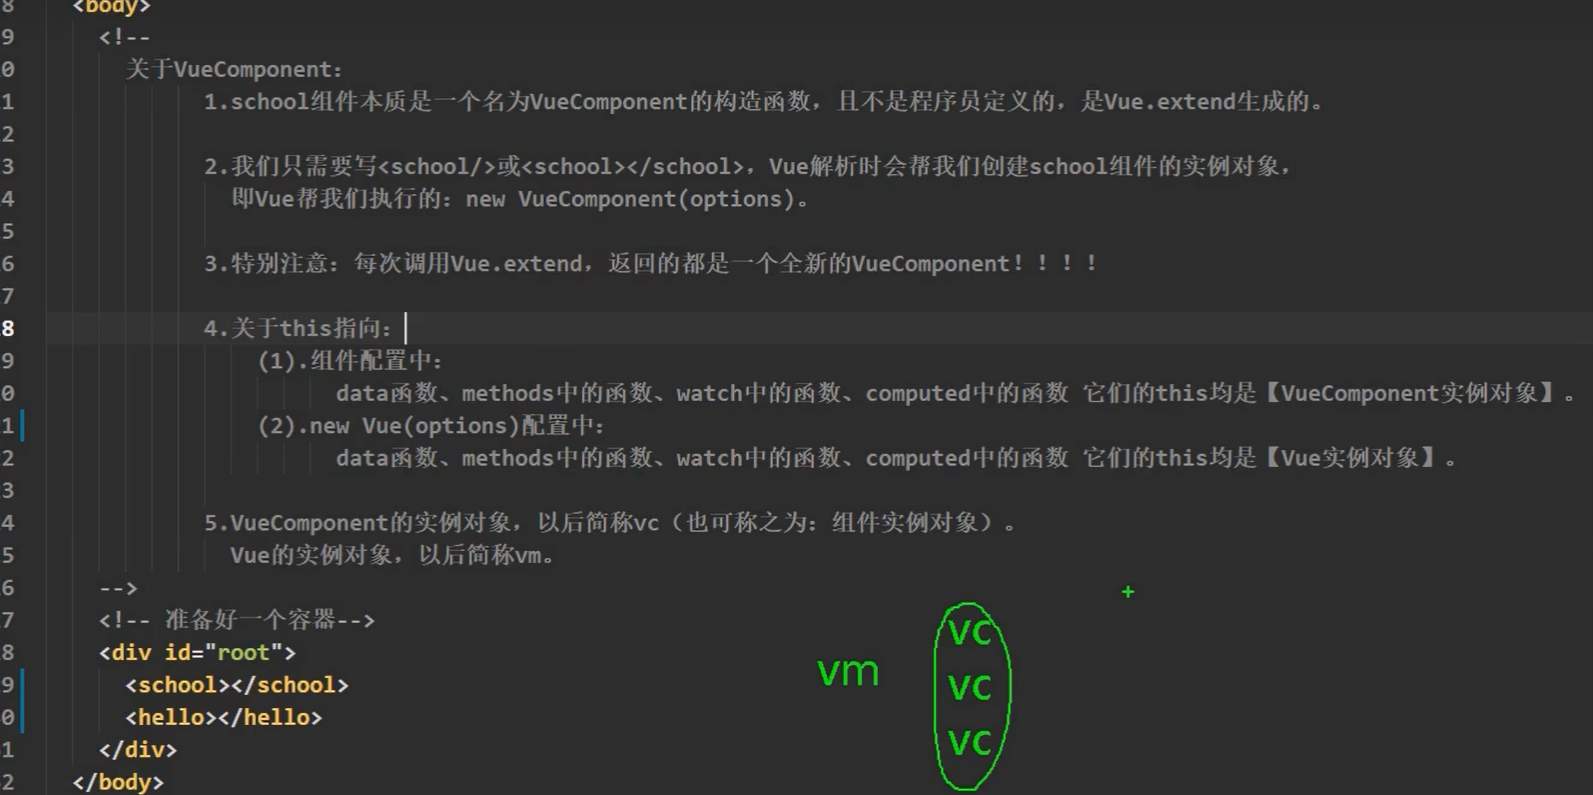 8 <body>
9 <!--
0 关于VueComponent：
1 1.school组件本质是一个名为VueComponent的构造函数，且不是程序员定义的，是Vue.extend生成的。
2
3 2.我们只需要写<school/>或<school></school>，Vue解析时会帮我们创建school组件的实例对象，
4 即Vue帮我们执行的：new VueComponent(options)。
5
6 3.特别注意：每次调用Vue.extend，返回的都是一个全新的VueComponent！！！！
7
8 4.关于this指向：
9 (1).组件配置中：
0 data函数、methods中的函数、watch中的函数、computed中的函数 它们的this均是【VueComponent实例对象】。
1 (2).new Vue(options)配置中：
2 data函数、methods中的函数、watch中的函数、computed中的函数 它们的this均是【Vue实例对象】。
3
4 5.VueComponent的实例对象，以后简称vc（也可称之为：组件实例对象）。
5 Vue的实例对象，以后简称vm。
6 -->
7 <!-- 准备好一个容器-->
8 <div id="root">
9 <school></school>
0 <hello></hello>
1 </div>
2 </body>
vm
vc
vc
vc